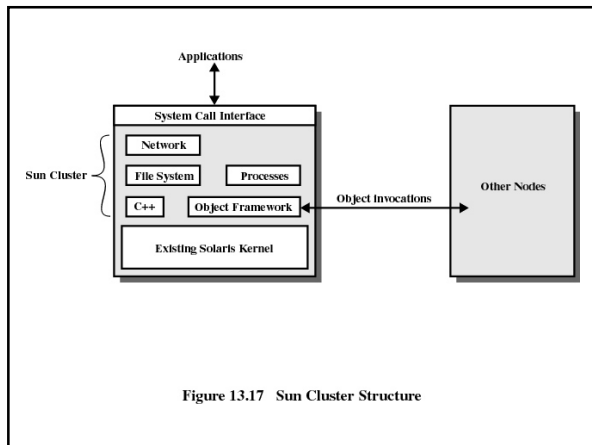 Applications
System Call Interface
Network
Sun Cluster
File System
Processes
Other Nodes
C++
Object Framework
Object invocations
Existing Solaris Kernel
Figure 13.17 Sun Cluster Structure